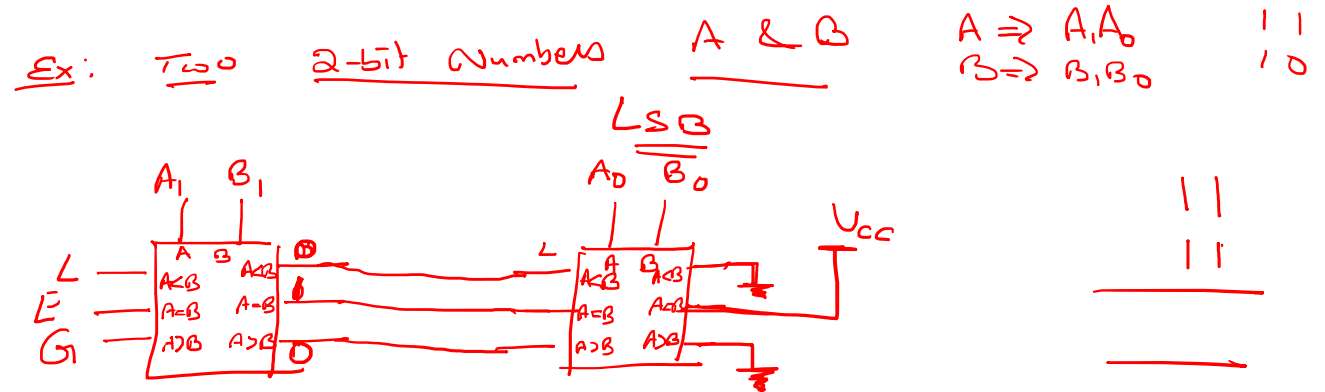 Ex: Two 2-bit Numbers A & B
A ⇒ A₁A₀ 1 1
B ⇒ B₁B₀ 1 0
LSB
A₁ B₁
A₀ B₀
1 1
1 1
VCC
A B
L A<B A<B 0
E A=B A=B 1
G A>B A>B 0
L A B
A<B A<B
A=B A=B
A>B A>B